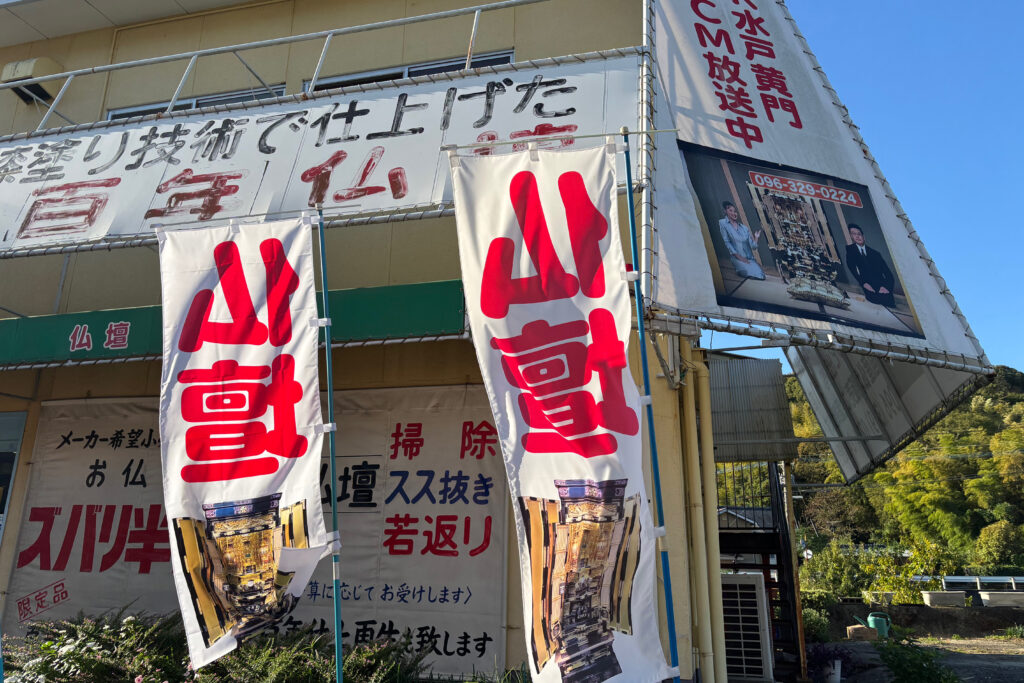 漆塗り技術で仕上げた
百年仏
水戸黄門
CM放送中
096-329-0224
仏壇
仏壇
仏壇
メーカー希望小
お仏
ズバリ半
限定品
仏壇
掃除
スス抜き
若返り
算に応じて お受けします〉
再生も致します